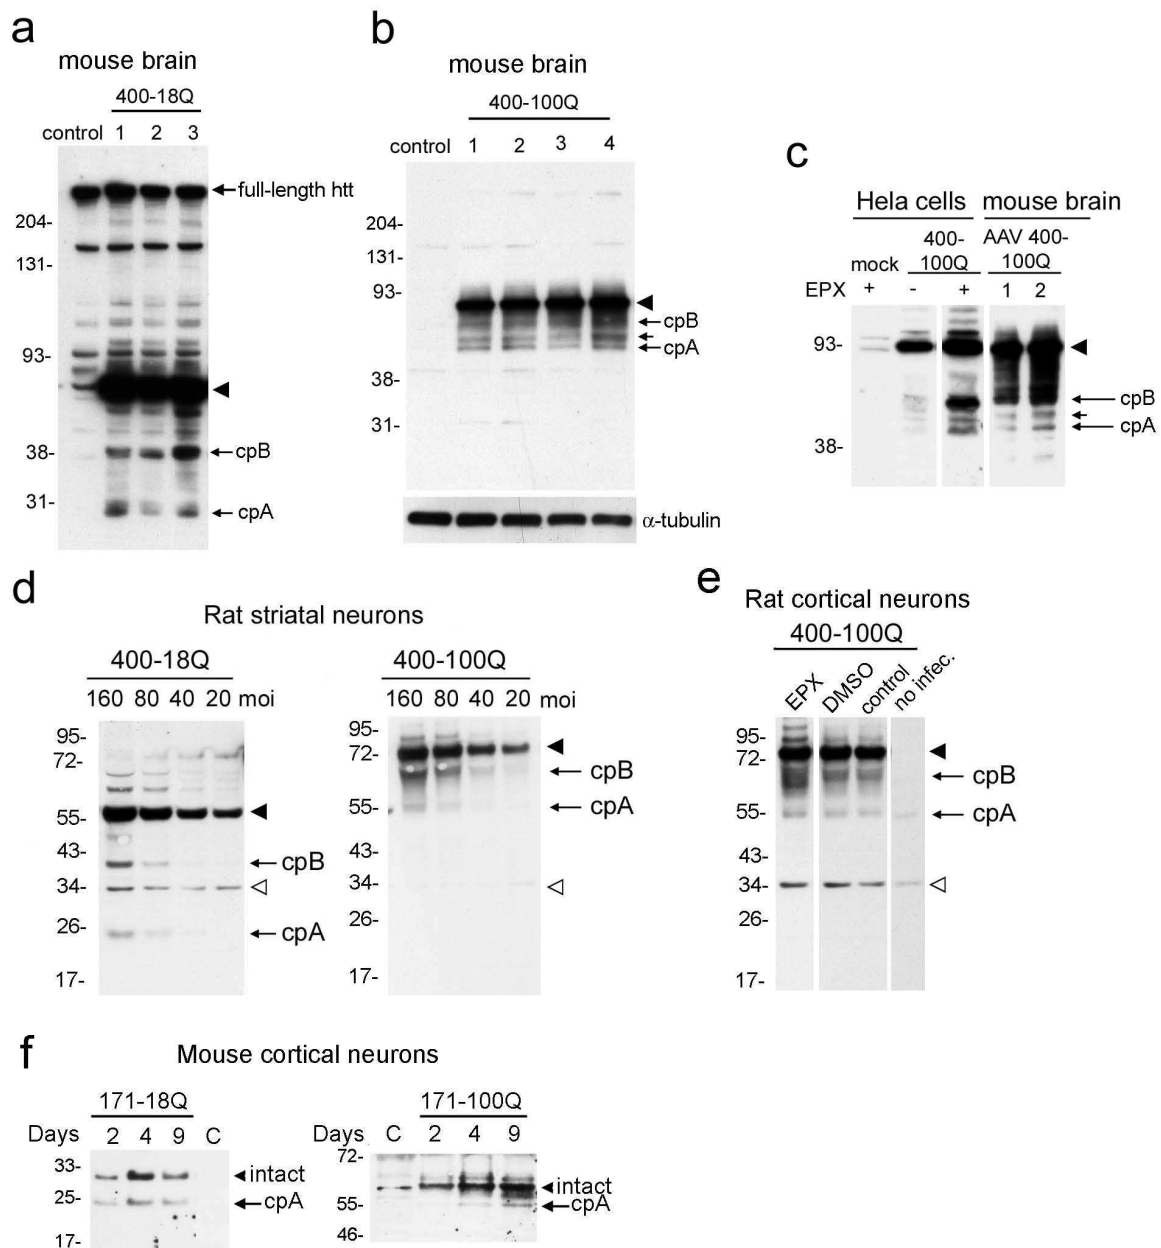 a
mouse brain
400-18Q
control 1 2 3
full-length htt
204-
131-
93-
38-
cpB
31-
cpA
b
mouse brain
400-100Q
control 1 2 3 4
204-
131-
93-
cpB
cpA
38-
31-
α-tubulin
c
Hela cells mouse brain
400- AAV 400-
mock 100Q 100Q
EPX + - + 1 2
93-
cpB
cpA
38-
d
Rat striatal neurons
400-18Q
160 80 40 20 moi
95-
72-
55-
43-
cpB
34-
26-
cpA
17-
400-100Q
160 80 40 20 moi
95-
72-
cpB
55-
cpA
43-
34-
26-
17-
e
Rat cortical neurons
400-100Q
EPX DMSO control no infec.
95-
72-
cpB
55-
cpA
43-
34-
26-
17-
f
Mouse cortical neurons
171-18Q
Days 2 4 9 C
33-
intact
25-
cpA
17-
171-100Q
Days C 2 4 9
72-
intact
55-
cpA
46-